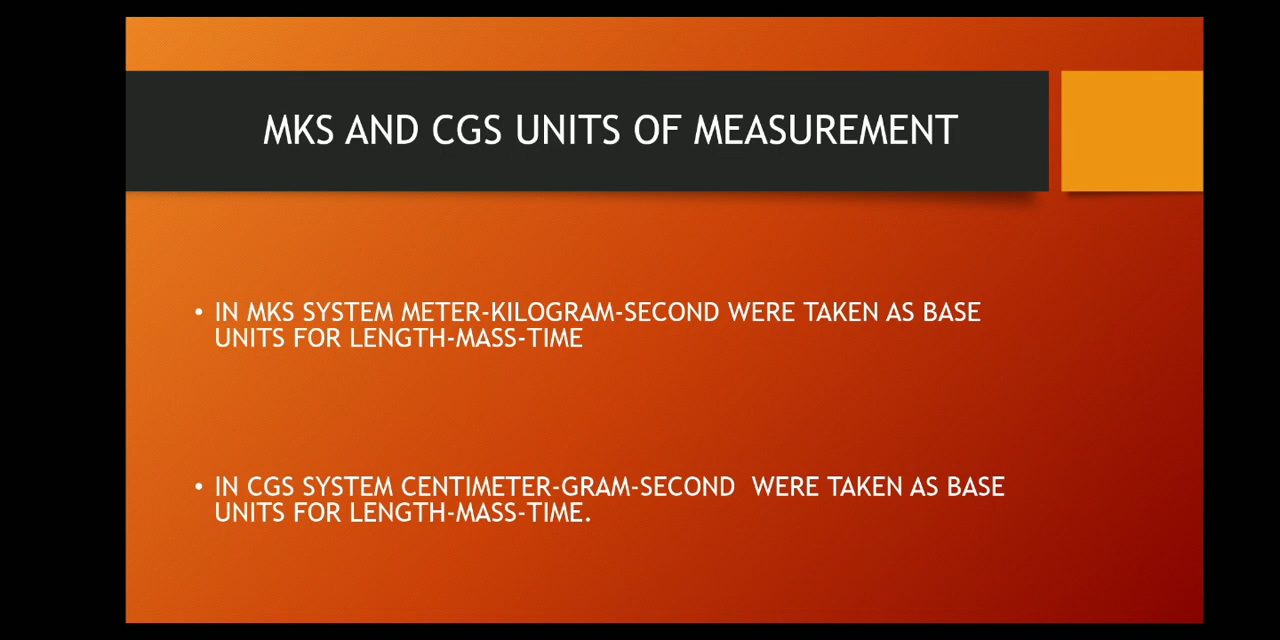 MKS AND CGS UNITS OF MEASUREMENT
• IN MKS SYSTEM METER-KILOGRAM-SECOND WERE TAKEN AS BASE
UNITS FOR LENGTH-MASS-TIME
• IN CGS SYSTEM CENTIMETER-GRAM-SECOND  WERE TAKEN AS BASE
UNITS FOR LENGTH-MASS-TIME.